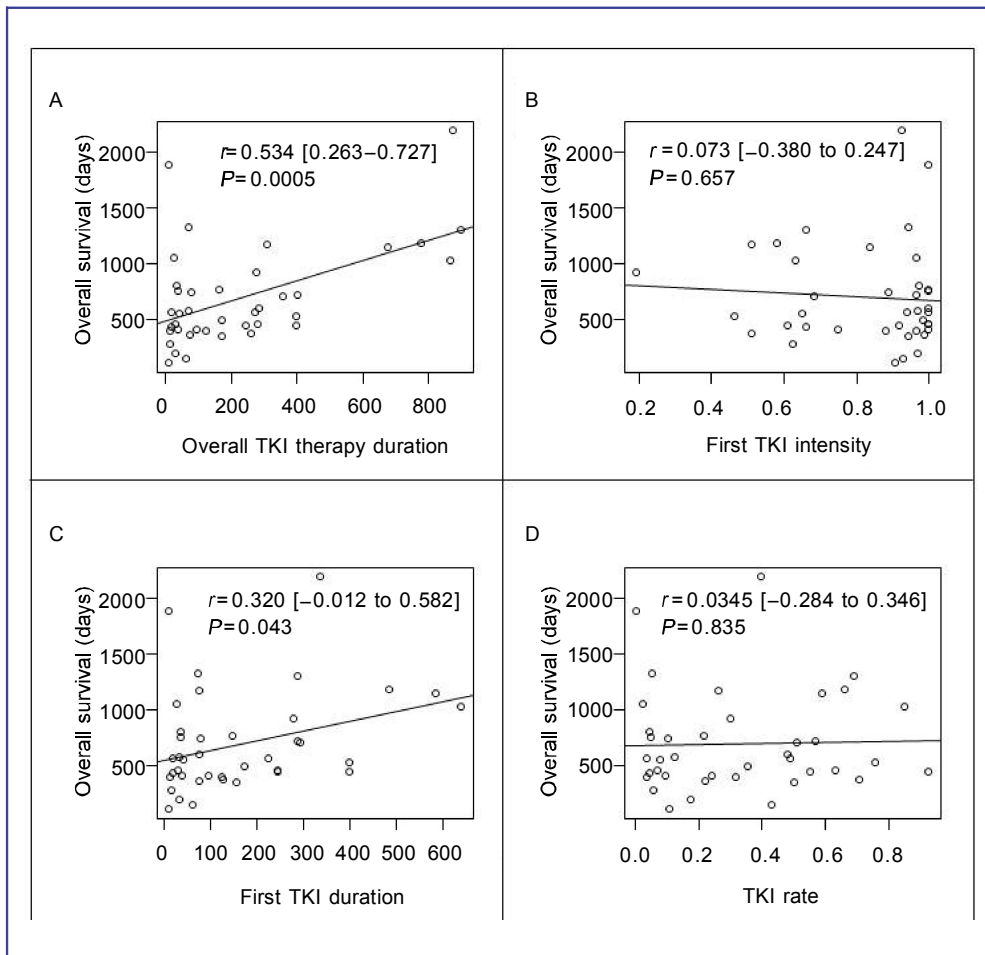 A
Overall survival (days)
2000
1500
1000
500
r=0.534 [0.263–0.727]
P=0.0005
0 200 400 600 800
Overall TKI therapy duration
B
Overall survival (days)
2000
1500
1000
500
r=0.073 [−0.380 to 0.247]
P=0.657
0.2 0.4 0.6 0.8 1.0
First TKI intensity
C
Overall survival (days)
2000
1500
1000
500
r=0.320 [−0.012 to 0.582]
P=0.043
0 100 200 300 400 500 600
First TKI duration
D
Overall survival (days)
2000
1500
1000
500
r=0.0345 [−0.284 to 0.346]
P=0.835
0.0 0.2 0.4 0.6 0.8
TKI rate